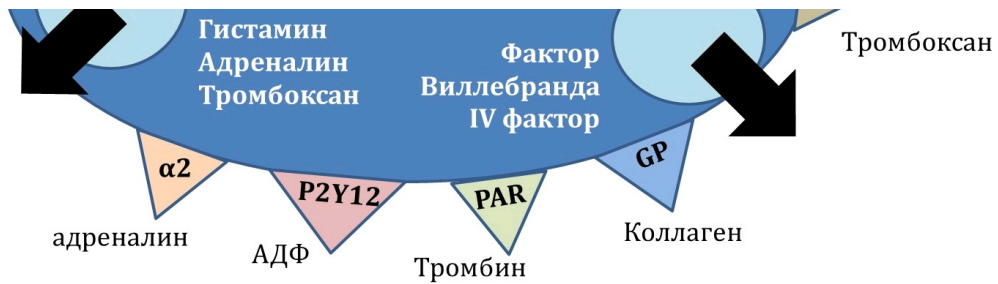 Гистамин
Адреналин
Тромбоксан
Фактор
Виллебранда
IV фактор
Тромбоксан
α2
P2Y12
PAR
GP
адреналин
АДФ
Тромбин
Коллаген